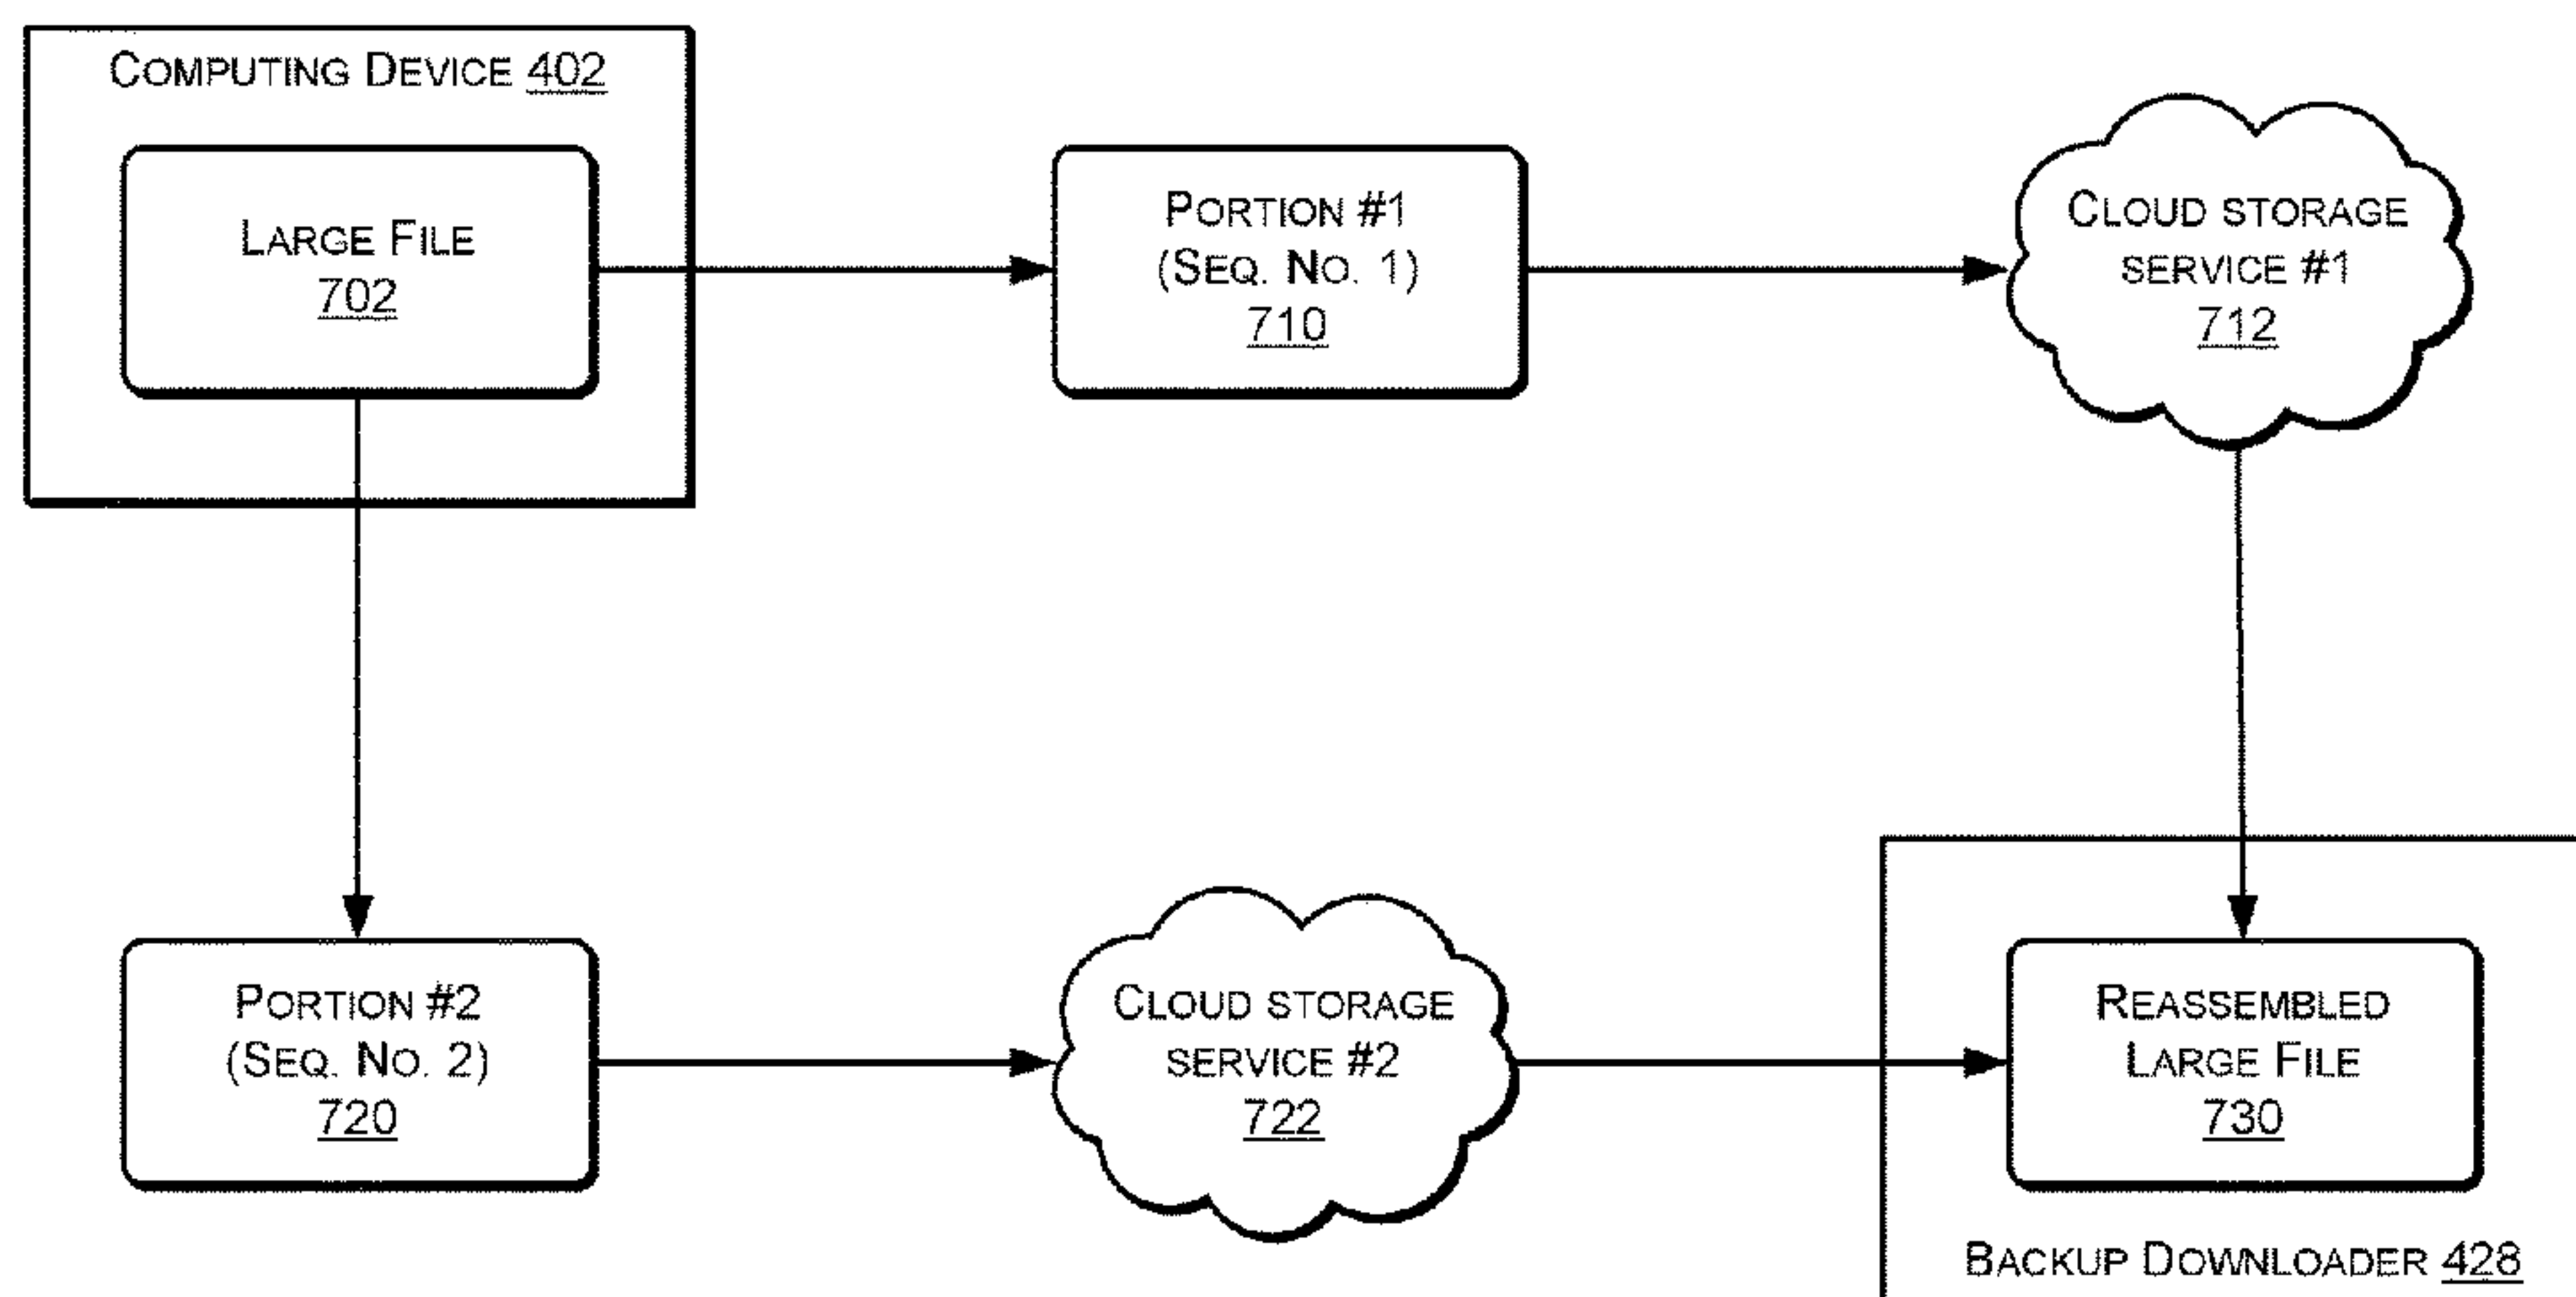 COMPUTING DEVICE 402
LARGE FILE
702
PORTION #1
(SEQ. NO. 1)
710
CLOUD STORAGE
SERVICE #1
712
PORTION #2
(SEQ. NO. 2)
720
CLOUD STORAGE
SERVICE #2
722
REASSEMBLED
LARGE FILE
730
BACKUP DOWNLOADER 428